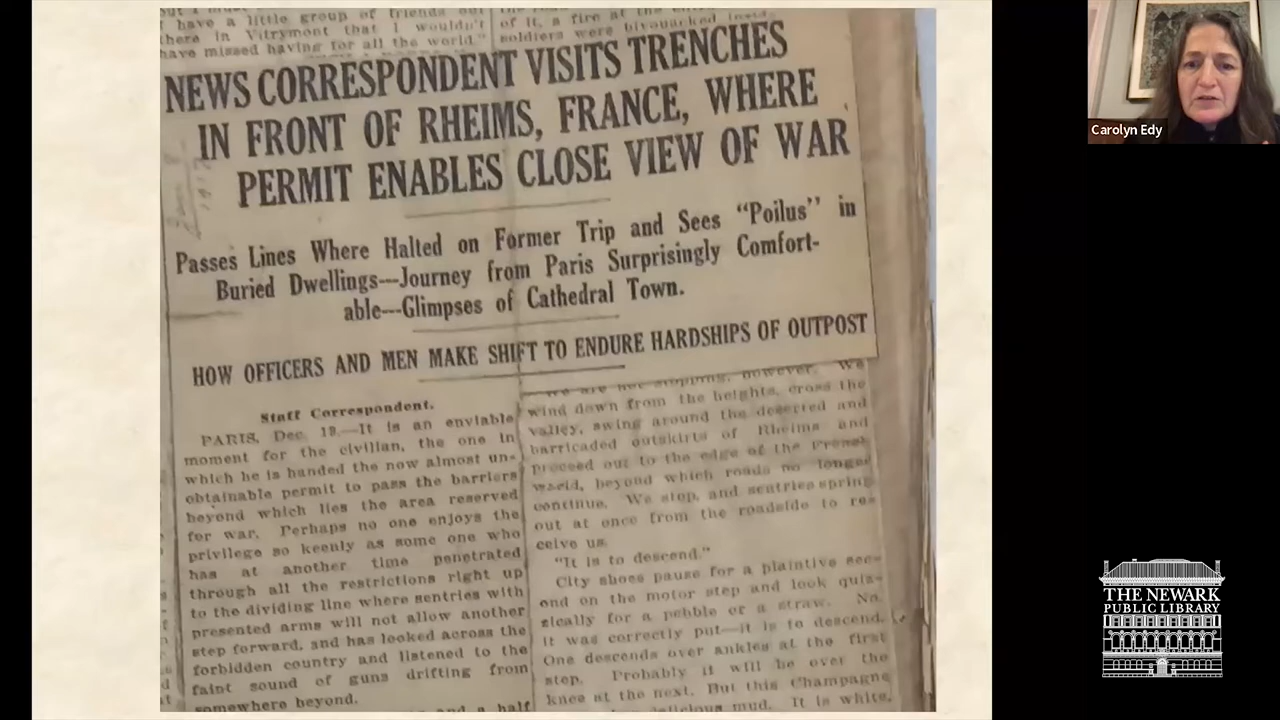 have a little group of friends out
there in Vitrymont that I wouldn't
have missed having for all the world."
of it, a fire at the
soldiers were bivouacked
NEWS CORRESPONDENT VISITS TRENCHES
IN FRONT OF RHEIMS, FRANCE, WHERE
PERMIT ENABLES CLOSE VIEW OF WAR
Passes Lines Where Halted on Former Trip and Sees "Poilus" in
Buried Dwellings---Journey from Paris Surprisingly Comfort-
able---Glimpses of Cathedral Town.
HOW OFFICERS AND MEN MAKE SHIFT TO ENDURE HARDSHIPS OF OUTPOST
Staff Correspondent.
PARIS, Dec. 19.—It is an enviable
moment for the civilian, the one in
which he is handed the now almost un-
obtainable permit to pass the barriers
beyond which lies the area reserved
for war. Perhaps no one enjoys the
privilege so keenly as some one who
has at another time penetrated
through all the restrictions right up
to the dividing line where sentries with
presented arms will not allow another
step forward, and has looked across the
forbidden country and listened to the
faint sound of guns drifting from
somewhere beyond.
and a half
We are not stopping, however. We
wind down from the heights, cross the
valley, swing around the deserted and
barricaded outskirts of Rheims and
proceed out to the edge of the French
world, beyond which roads no longer
continue. We stop, and sentries spring
out at once from the roadside to re-
ceive us.
"It is to descend."
City shoes pause for a plaintive sec-
ond on the motor step and look quiz-
zically for a pebble or a straw. No,
it was correctly put—it is to descend.
One descends over ankles at the first
step. Probably it will be over the
knee at the next. But this Champagne
delicious mud. It is white,
Carolyn Edy
THE NEWARK
PUBLIC LIBRARY